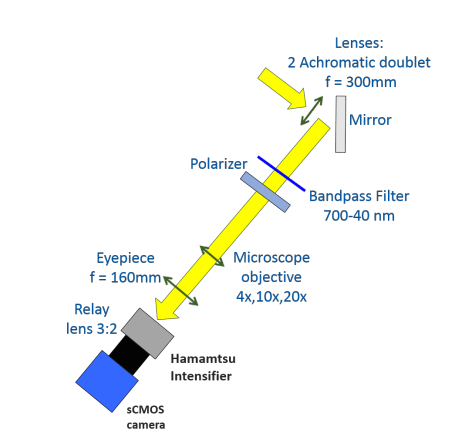 Lenses:
2 Achromatic doublet
f = 300mm
Mirror
Polarizer
Bandpass Filter
700-40 nm
Eyepiece
f = 160mm
Microscope
objective
4x,10x,20x
Relay
lens 3:2
Hamamtsu
Intensifier
sCMOS
camera